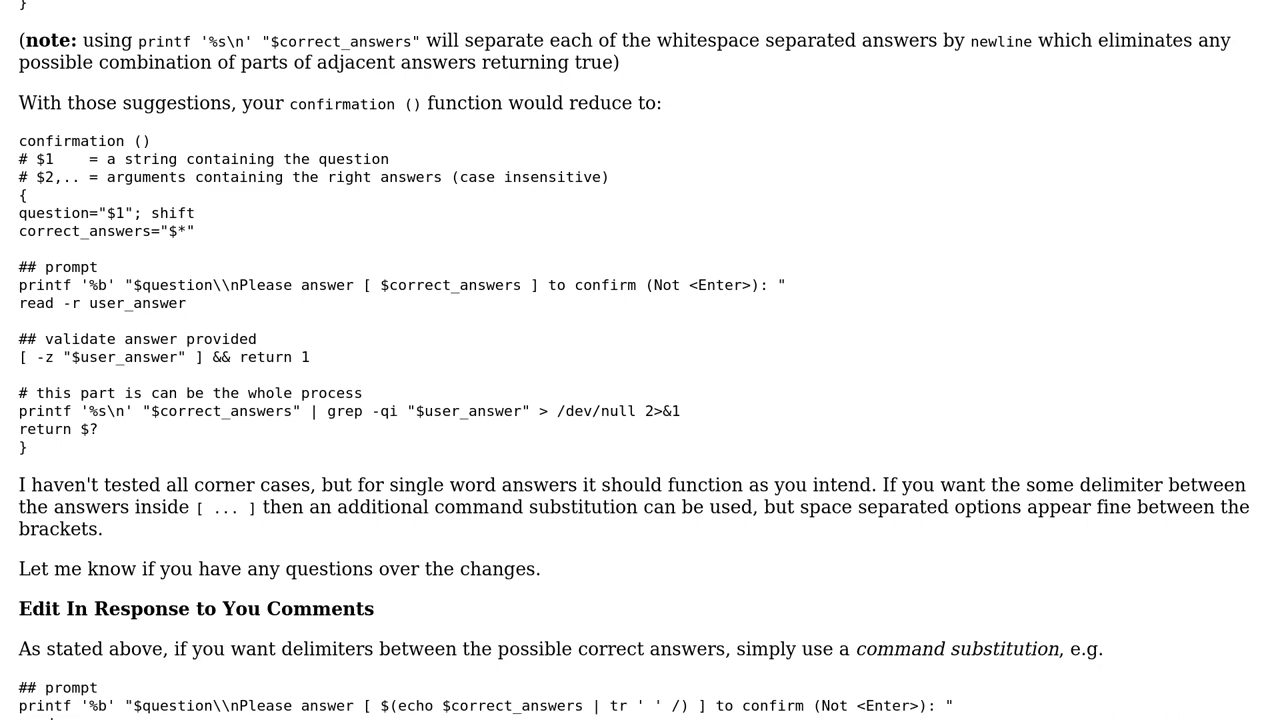 }
(note: using printf '%s\n' "$correct_answers" will separate each of the whitespace separated answers by newline which eliminates any
possible combination of parts of adjacent answers returning true)
With those suggestions, your confirmation () function would reduce to:
confirmation ()
# $1    = a string containing the question
# $2,.. = arguments containing the right answers (case insensitive)
{
question="$1"; shift
correct_answers="$*"
## prompt
printf '%b' "$question\\nPlease answer [ $correct_answers ] to confirm (Not <Enter>): "
read -r user_answer
## validate answer provided
[ -z "$user_answer" ] && return 1
# this part is can be the whole process
printf '%s\n' "$correct_answers" | grep -qi "$user_answer" > /dev/null 2>&1
return $?
}
I haven't tested all corner cases, but for single word answers it should function as you intend. If you want the some delimiter between
the answers inside [ ... ] then an additional command substitution can be used, but space separated options appear fine between the
brackets.
Let me know if you have any questions over the changes.
Edit In Response to You Comments
As stated above, if you want delimiters between the possible correct answers, simply use a command substitution, e.g.
## prompt
printf '%b' "$question\\nPlease answer [ $(echo $correct_answers | tr ' ' /) ] to confirm (Not <Enter>): "